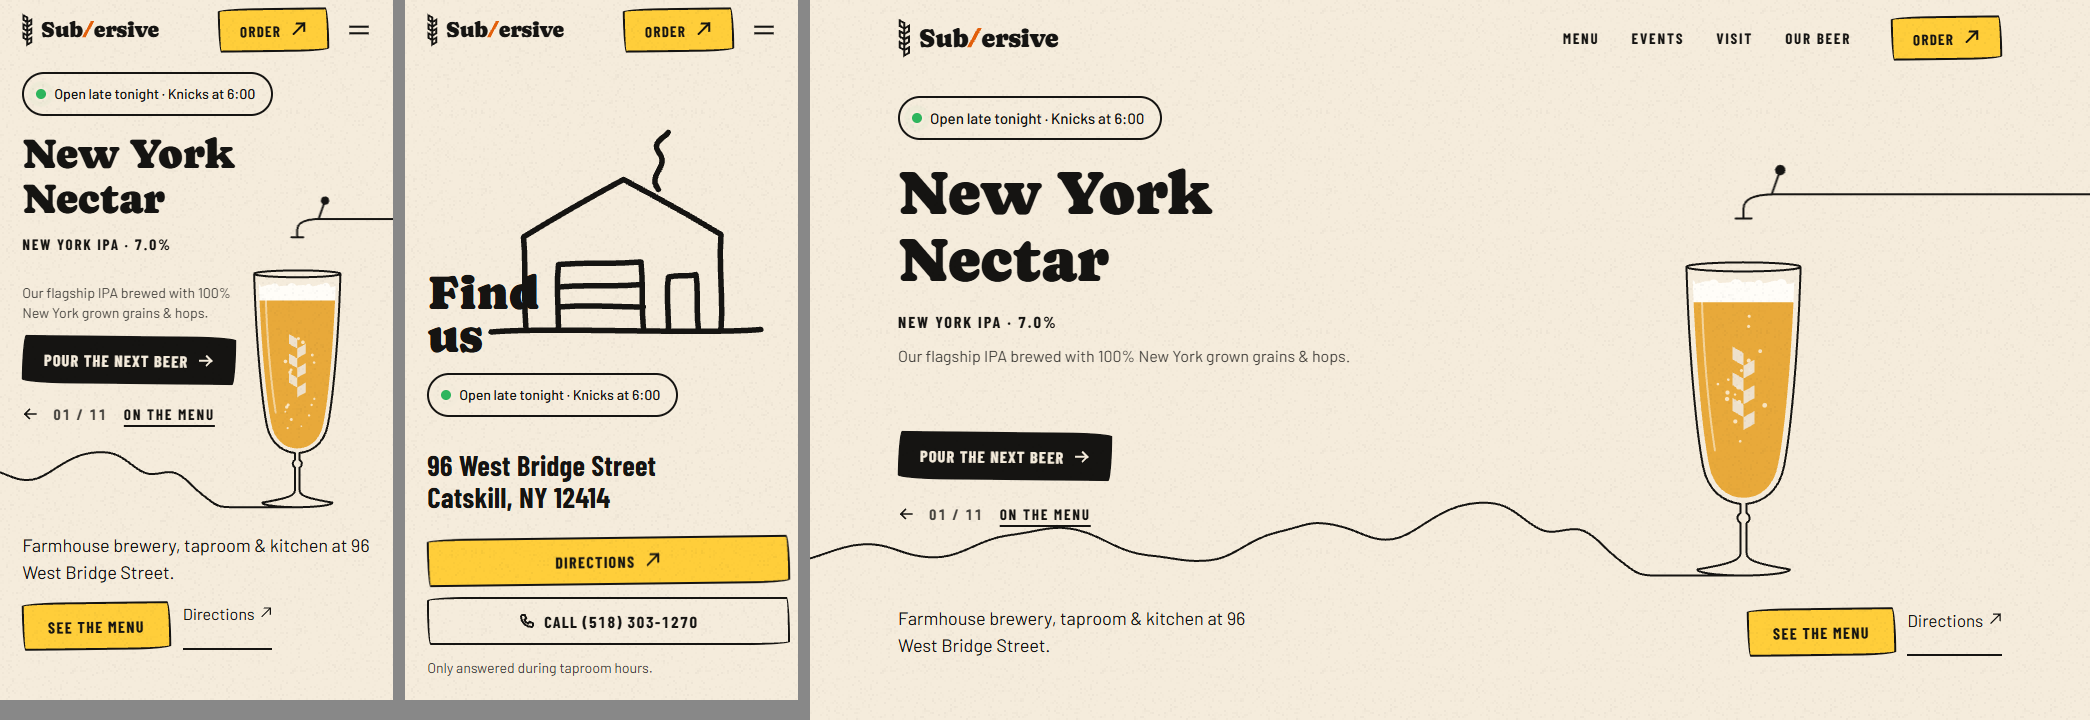 Sub/ersive
ORDER
Open late tonight · Knicks at 6:00
New York
Nectar
NEW YORK IPA · 7.0%
Our flagship IPA brewed with 100%
New York grown grains & hops.
POUR THE NEXT BEER
01 / 11 ON THE MENU
Farmhouse brewery, taproom & kitchen at 96
West Bridge Street.
SEE THE MENU
Directions
Sub/ersive
ORDER
Find
us
Open late tonight · Knicks at 6:00
96 West Bridge Street
Catskill, NY 12414
DIRECTIONS
CALL (518) 303-1270
Only answered during taproom hours.
Sub/ersive
MENU EVENTS VISIT OUR BEER ORDER
Open late tonight · Knicks at 6:00
New York
Nectar
NEW YORK IPA · 7.0%
Our flagship IPA brewed with 100% New York grown grains & hops.
POUR THE NEXT BEER
01 / 11 ON THE MENU
Farmhouse brewery, taproom & kitchen at 96
West Bridge Street.
SEE THE MENU
Directions